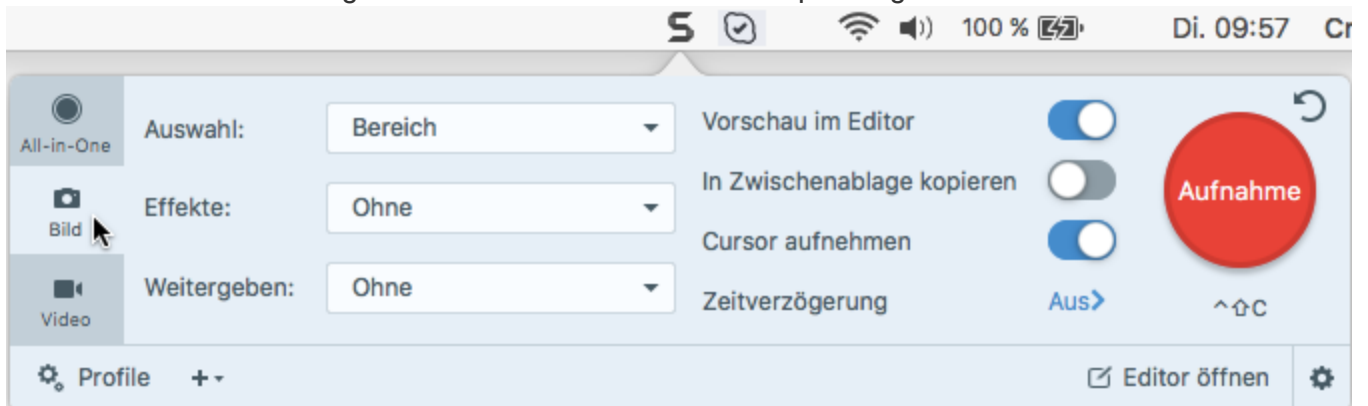 S 100 % Di. 09:57 Cr
All-in-One
Bild
Video
Auswahl: Bereich
Effekte: Ohne
Weitergeben: Ohne
Vorschau im Editor
In Zwischenablage kopieren
Cursor aufnehmen
Zeitverzögerung Aus>
Aufnahme
^⇧C
Profile +
Editor öffnen